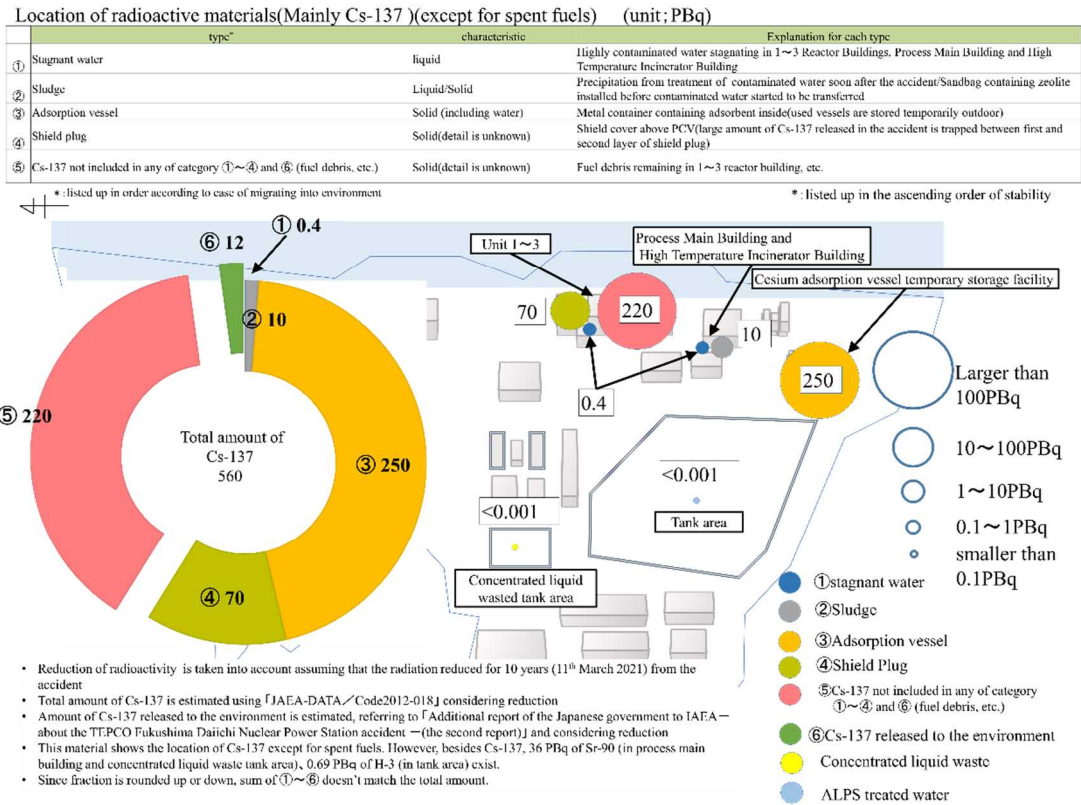 Location of radioactive materials(Mainly Cs-137 )(except for spent fuels) (unit;PBq)
type* characteristic Explanation for each type
① Stagnant water liquid Highly contaminated water stagnating in 1～3 Reactor Buildings, Process Main Building and High
Temperature Incinerator Building
② Sludge Liquid/Solid Precipitation from treatment of contaminated water soon after the accident/Sandbag containing zeolite
installed before contaminated water started to be transferred
③ Adsorption vessel Solid (including water) Metal container containing adsorbent inside(used vessels are stored temporarily outdoor)
④ Shield plug Solid(detail is unknown) Shield cover above PCV(large amount of Cs-137 released in the accident is trapped between first and
second layer of shield plug)
⑤ Cs-137 not included in any of category ①～④ and ⑥ (fuel debris, etc.) Solid(detail is unknown) Fuel debris remaining in 1～3 reactor building, etc.
*:listed up in order according to ease of migrating into environment
*:listed up in the ascending order of stability
① 0.4
⑥ 12
② 10
⑤ 220
③ 250
④ 70
Total amount of
Cs-137
560
Unit 1～3
Process Main Building and
High Temperature Incinerator Building
Cesium adsorption vessel temporary storage facility
70
220
10
250
0.4
<0.001
<0.001
Tank area
Concentrated liquid
wasted tank area
Larger than
100PBq
10～100PBq
1～10PBq
0.1～1PBq
smaller than
0.1PBq
①stagnant water
②Sludge
③Adsorption vessel
④Shield Plug
⑤Cs-137 not included in any of category
①～④ and ⑥ (fuel debris, etc.)
⑥Cs-137 released to the environment
Concentrated liquid waste
ALPS treated water
• Reduction of radioactivity is taken into account assuming that the radiation reduced for 10 years (11th March 2021) from the
accident
• Total amount of Cs-137 is estimated using「JAEA-DATA／Code2012-018」considering reduction
• Amount of Cs-137 released to the environment is estimated, referring to「Additional report of the Japanese government to IAEA－
about the TEPCO Fukushima Daiichi Nuclear Power Station accident －(the second report)」and considering reduction
• This material shows the location of Cs-137 except for spent fuels. However, besides Cs-137, 36 PBq of Sr-90 (in process main
building and concentrated liquid waste tank area)、0.69 PBq of H-3 (in tank area) exist.
• Since fraction is rounded up or down, sum of ①～⑥ doesn't match the total amount.